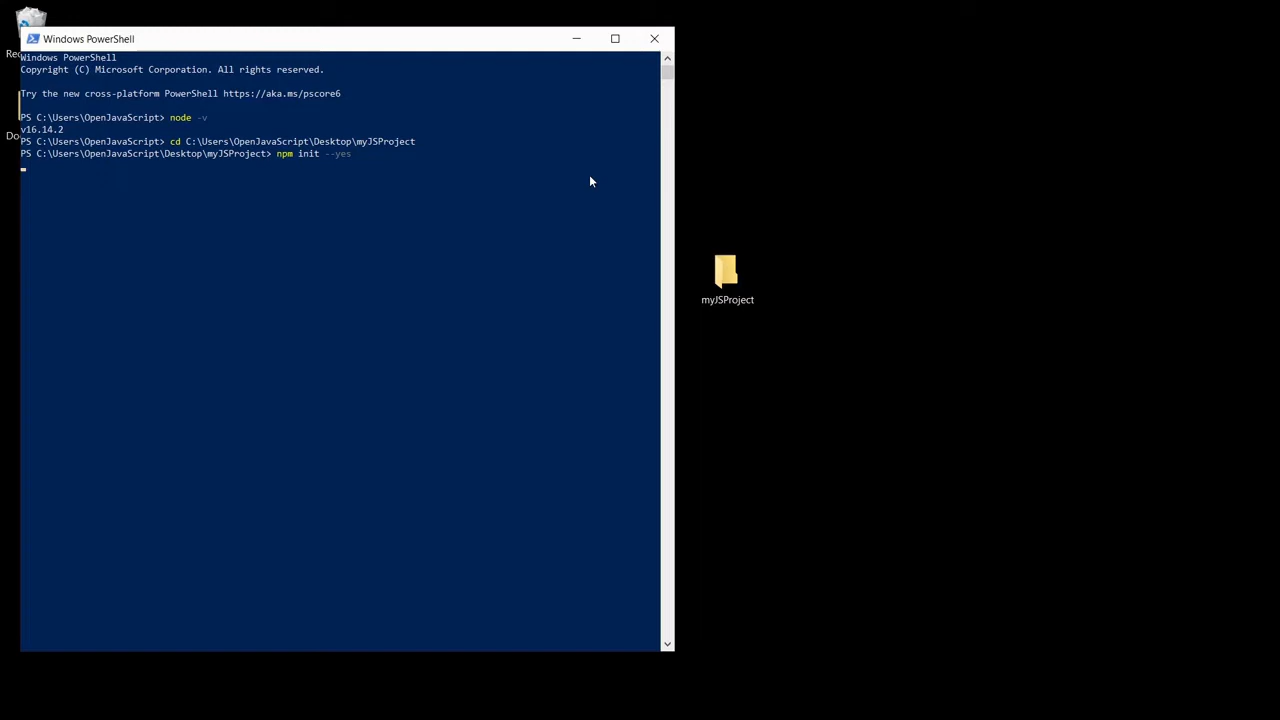 Windows PowerShell
Windows PowerShell
Copyright (C) Microsoft Corporation. All rights reserved.
Try the new cross-platform PowerShell https://aka.ms/pscore6
PS C:\Users\OpenJavaScript> node -v
v16.14.2
PS C:\Users\OpenJavaScript> cd C:\Users\OpenJavaScript\Desktop\myJSProject
PS C:\Users\OpenJavaScript\Desktop\myJSProject> npm init --yes
Rec
Do
myJSProject